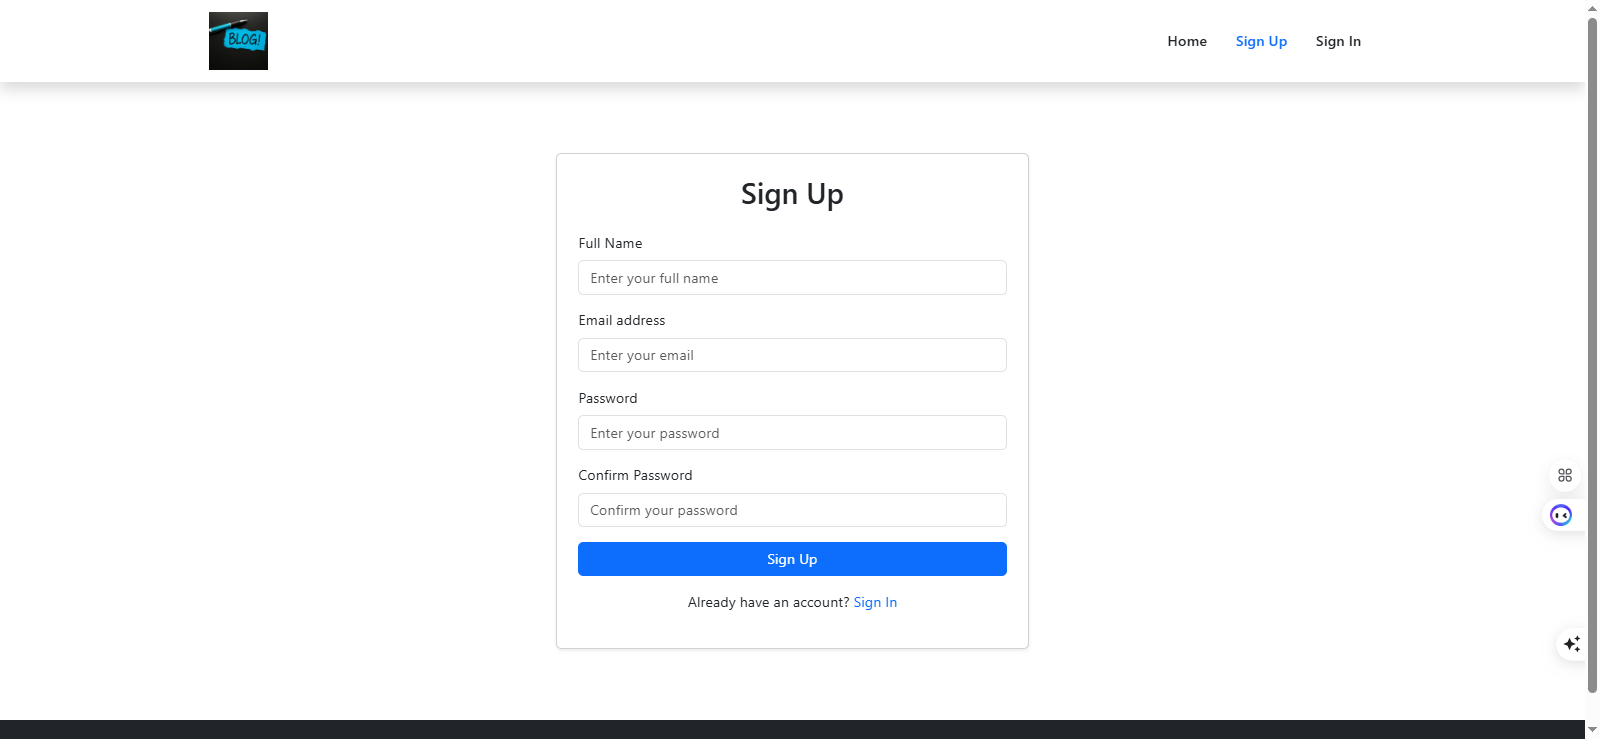 BLOG!
Home
Sign Up
Sign In
Sign Up
Full Name
Enter your full name
Email address
Enter your email
Password
Enter your password
Confirm Password
Confirm your password
Sign Up
Already have an account? Sign In